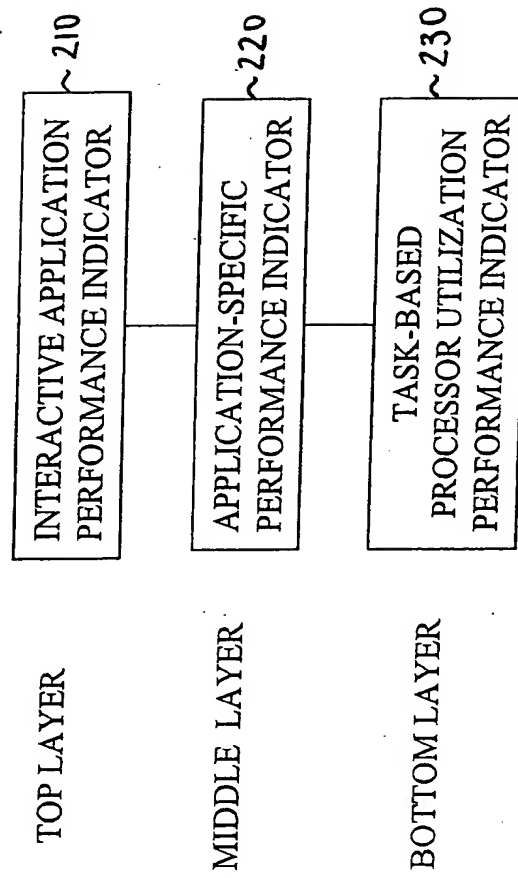 TOP LAYER
INTERACTIVE APPLICATION
PERFORMANCE INDICATOR
~210
MIDDLE LAYER
APPLICATION-SPECIFIC
PERFORMANCE INDICATOR
~220
BOTTOM LAYER
TASK-BASED
PROCESSOR UTILIZATION
PERFORMANCE INDICATOR
~230